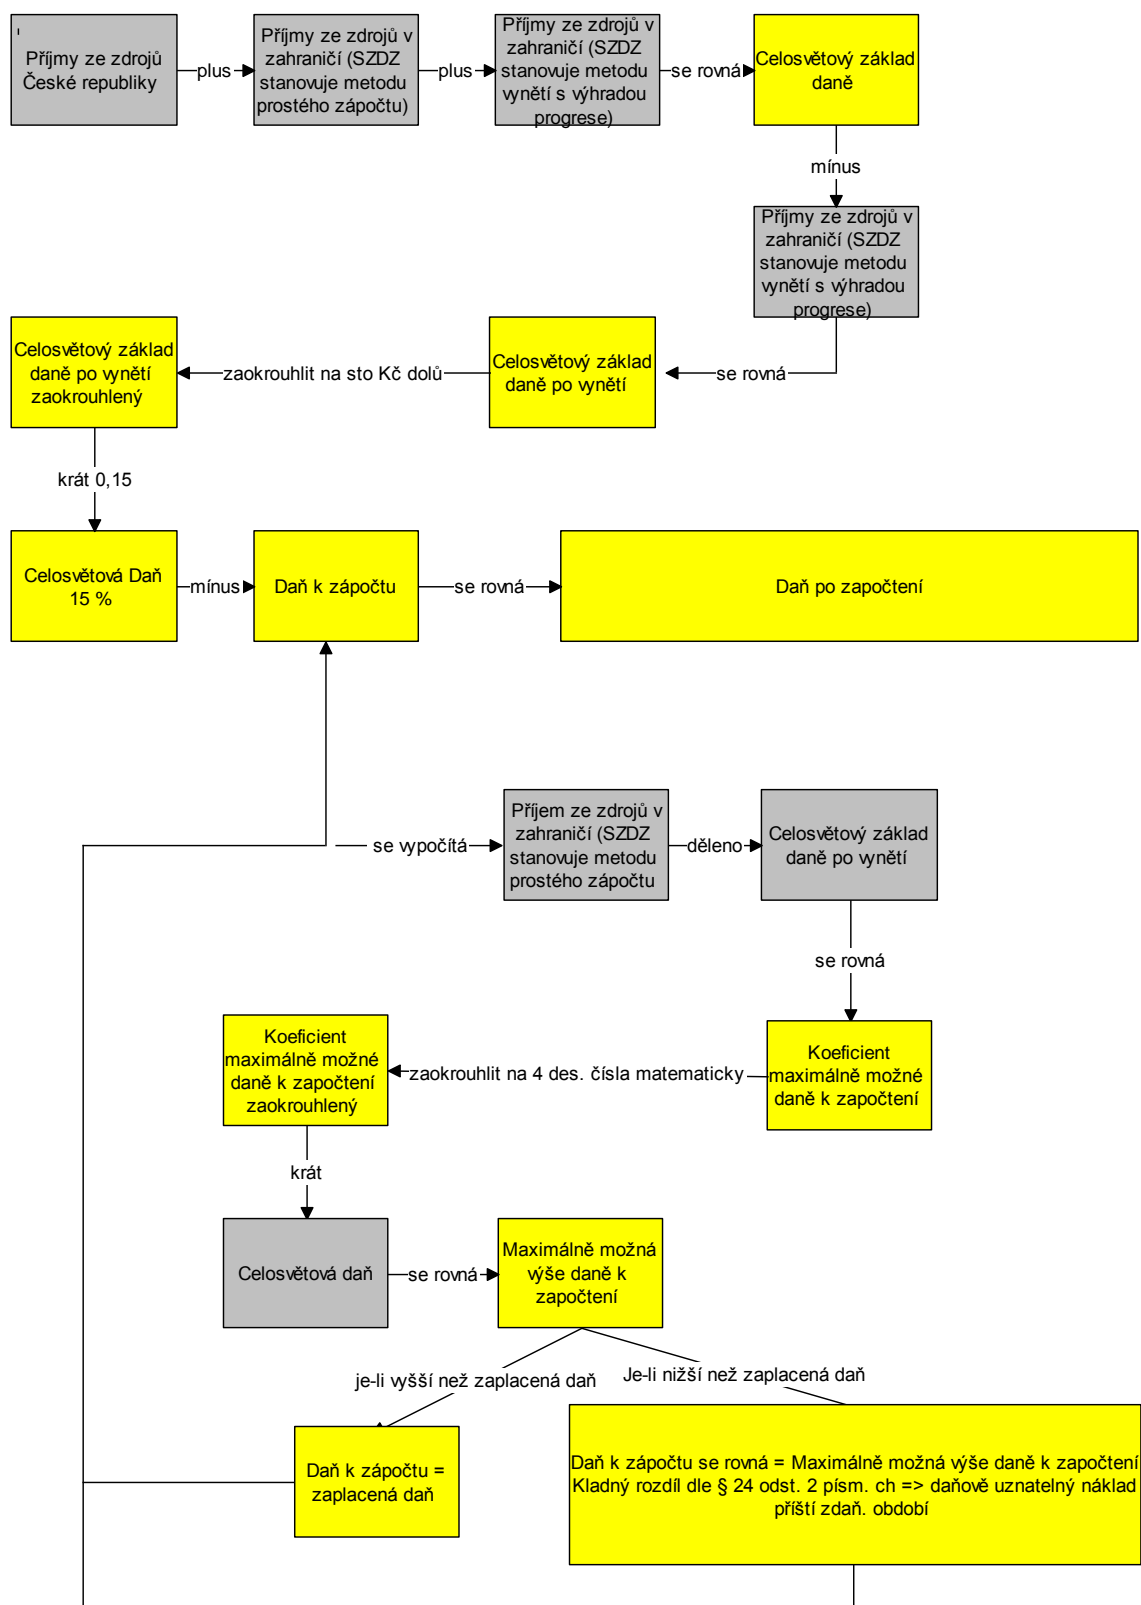 Příjmy ze zdrojů
České republiky
plus
Příjmy ze zdrojů v
zahraničí (SZDZ
stanovuje metodu
prostého zápočtu)
plus
Příjmy ze zdrojů v
zahraničí (SZDZ
stanovuje metodu
vynětí s výhradou
progrese)
se rovná
Celosvětový základ
daně
mínus
Příjmy ze zdrojů v
zahraničí (SZDZ
stanovuje metodu
vynětí s výhradou
progrese)
se rovná
Celosvětový základ
daně po vynětí
zaokrouhlit na sto Kč dolů
Celosvětový základ
daně po vynětí
zaokrouhlený
krát 0,15
Celosvětová Daň
15 %
mínus
Daň k zápočtu
se rovná
Daň po započtení
se vypočítá
Příjem ze zdrojů v
zahraničí (SZDZ
stanovuje metodu
prostého zápočtu
děleno
Celosvětový základ
daně po vynětí
se rovná
Koeficient
maximálně možné
daně k započtení
zaokrouhlit na 4 des. čísla matematicky
Koeficient
maximálně možné
daně k započtení
zaokrouhlený
krát
Celosvětová daň
se rovná
Maximálně možná
výše daně k
započtení
je-li vyšší než zaplacená daň
Je-li nižší než zaplacená daň
Daň k zápočtu =
zaplacená daň
Daň k zápočtu se rovná = Maximálně možná výše daně k započtení
Kladný rozdíl dle § 24 odst. 2 písm. ch => daňově uznatelný náklad
příští zdaň. období